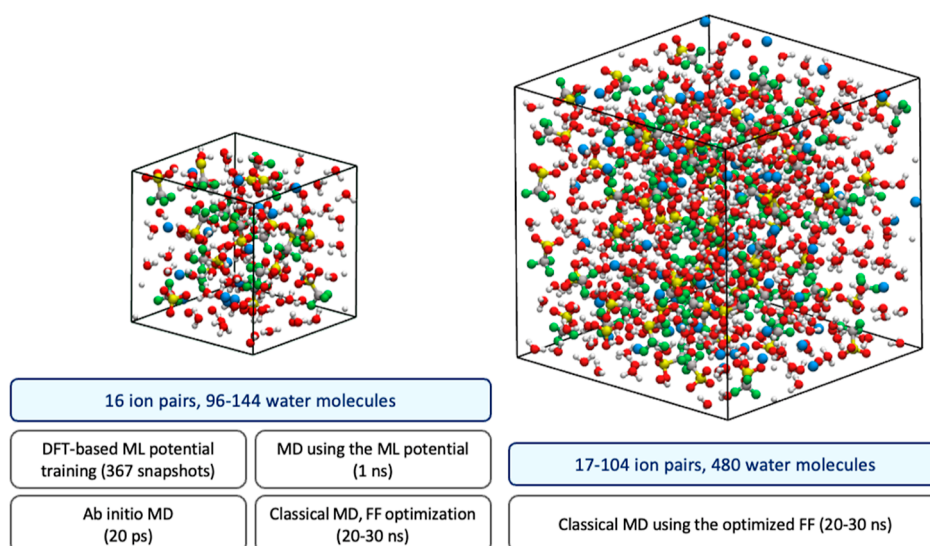 16 ion pairs, 96-144 water molecules
DFT-based ML potential
training (367 snapshots)
MD using the ML potential
(1 ns)
Ab initio MD
(20 ps)
Classical MD, FF optimization
(20-30 ns)
17-104 ion pairs, 480 water molecules
Classical MD using the optimized FF (20-30 ns)